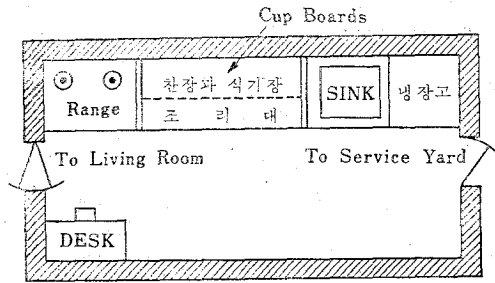 Cup Boards
Range
찬장과 식기장
조 리 대
SINK
냉장고
To Living Room
To Service Yard
DESK